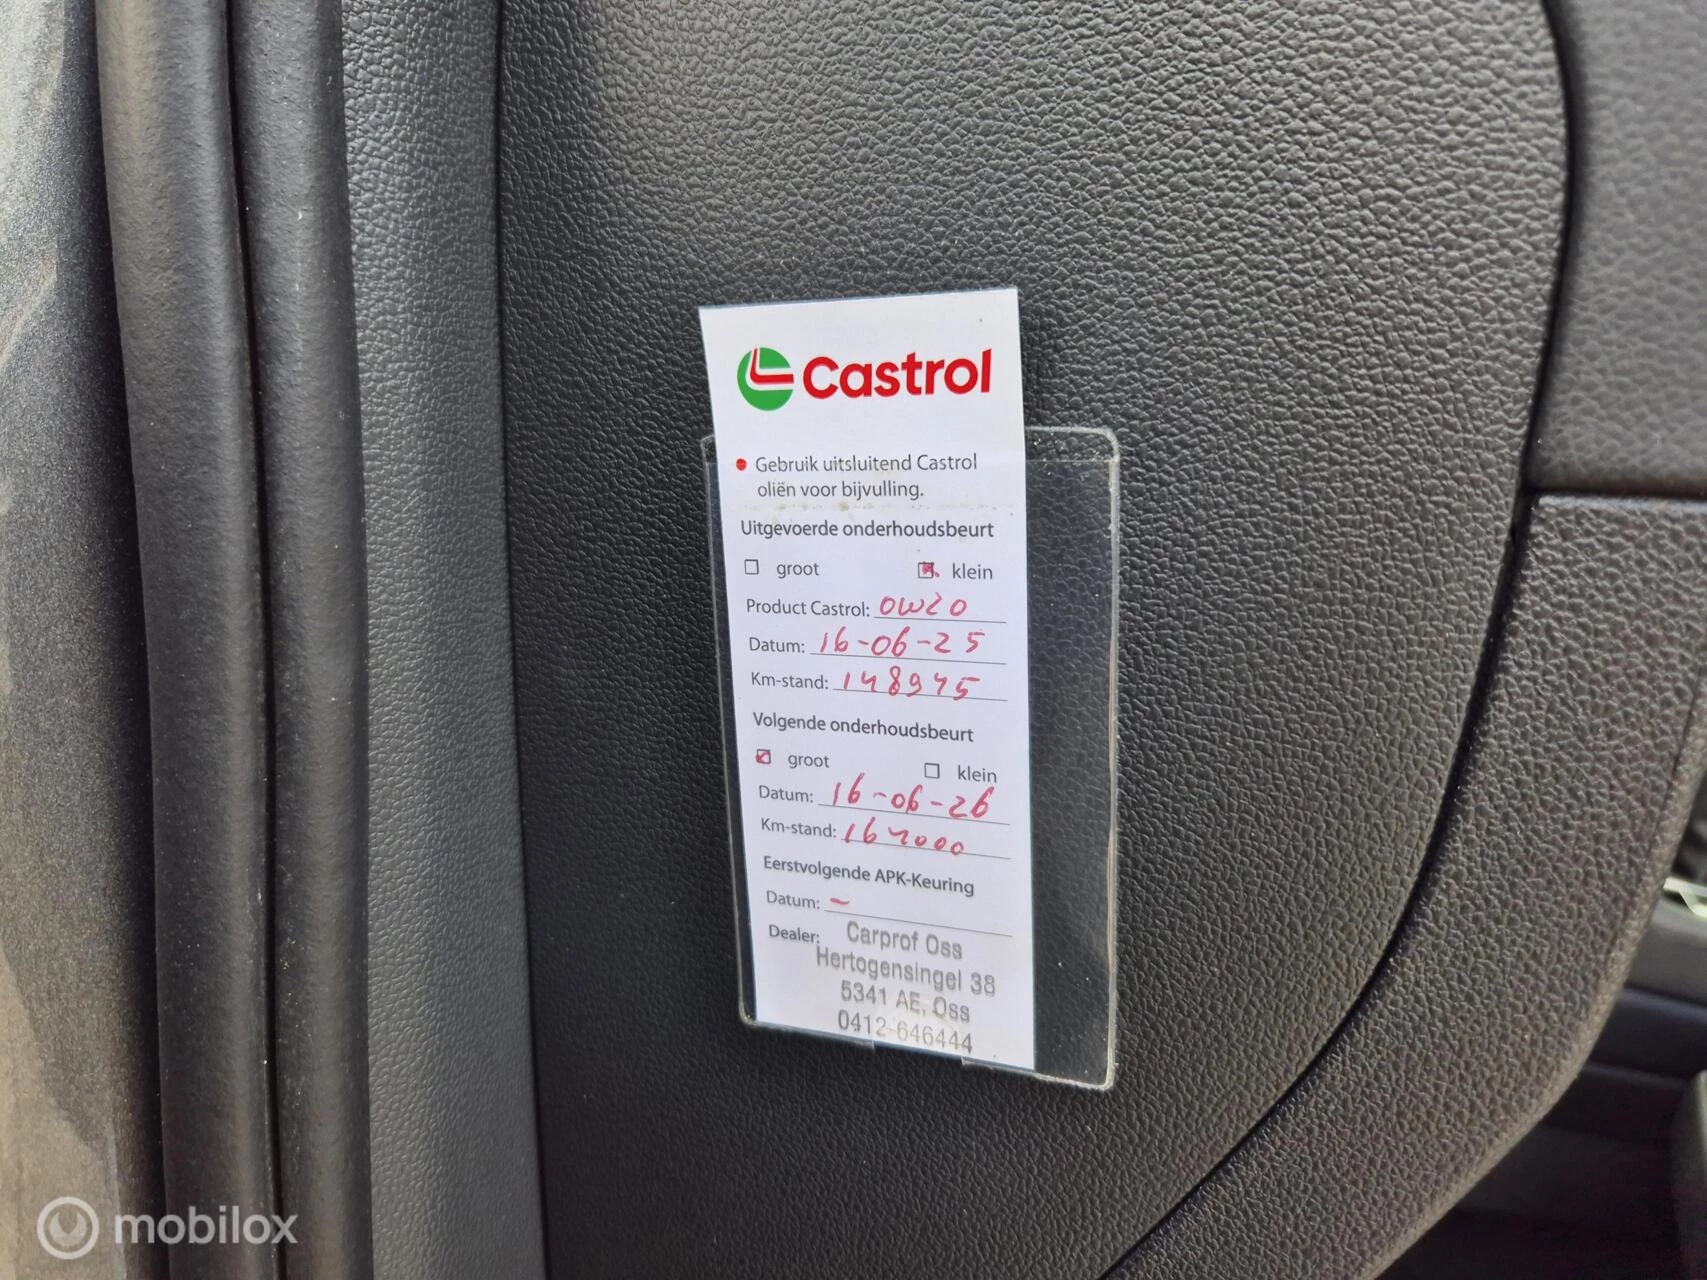 Castrol
Gebruik uitsluitend Castrol
oliën voor bijvulling.
Uitgevoerde onderhoudsbeurt
groot klein
Product Castrol: 0W20
Datum: 16-06-25
Km-stand: 148945
Volgende onderhoudsbeurt
groot klein
Datum: 16-06-26
Km-stand: 164000
Eerstvolgende APK-Keuring
Datum: -
Dealer: Carprof Oss
Hertogensingel 38
5341 AE, Oss
0412-646444
mobilox